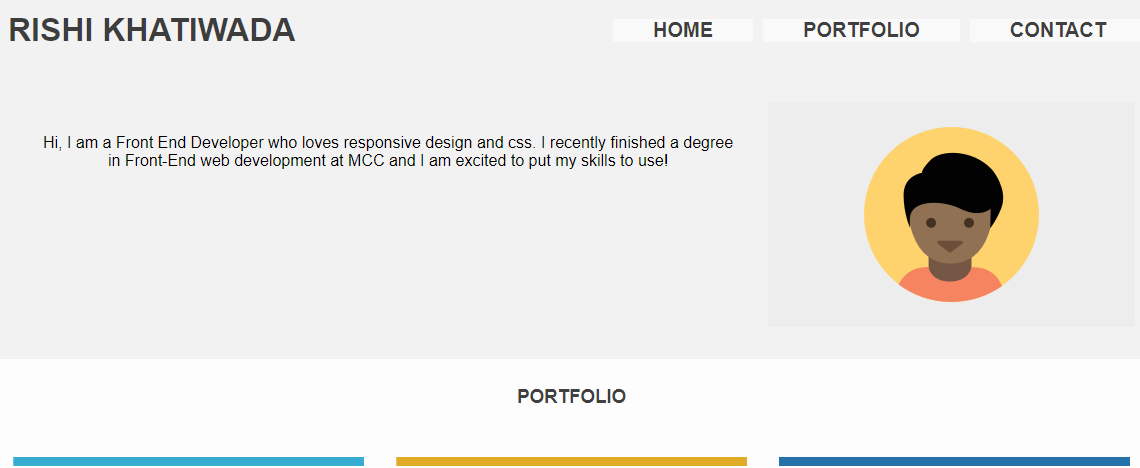 RISHI KHATIWADA
HOME
PORTFOLIO
CONTACT
Hi, I am a Front End Developer who loves responsive design and css. I recently finished a degree
in Front-End web development at MCC and I am excited to put my skills to use!
PORTFOLIO